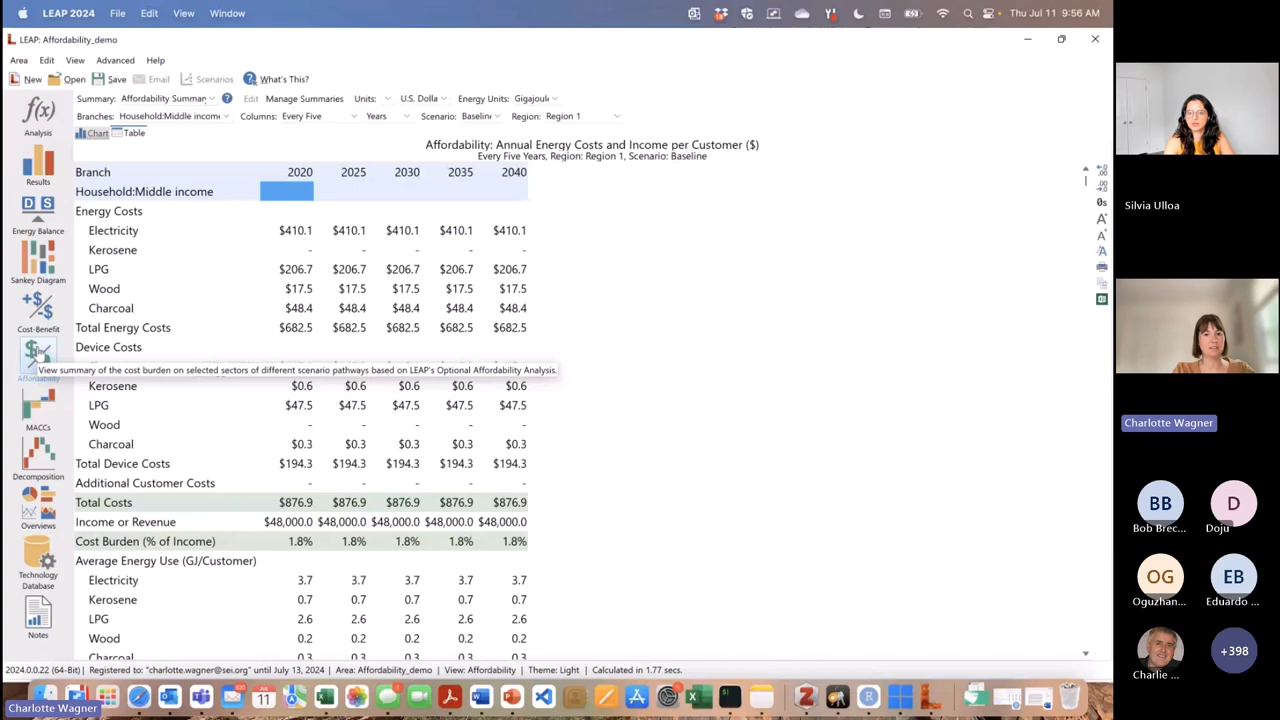 LEAP 2024 File Edit View Window
Thu Jul 11 9:56 AM
LEAP: Affordability_demo
Area Edit View Advanced Help
New Open Save Email Scenarios What's This?
Summary: Affordability Summar Edit Manage Summaries Units: U.S. Dolla Energy Units: Gigajoul
Branches: Household:Middle incom Columns: Every Five Years Scenario: Baselin Region: Region 1
Chart Table
Affordability: Annual Energy Costs and Income per Customer ($)
Every Five Years, Region: Region 1, Scenario: Baseline
Analysis
Results
Energy Balance
Sankey Diagram
Cost-Benefit
Affordability
MACCs
Decomposition
Overviews
Technology
Database
Notes
Branch 2020 2025 2030 2035 2040
Household:Middle income
Energy Costs
Electricity $410.1 $410.1 $410.1 $410.1 $410.1
Kerosene - - - - -
LPG $206.7 $206.7 $206.7 $206.7 $206.7
Wood $17.5 $17.5 $17.5 $17.5 $17.5
Charcoal $48.4 $48.4 $48.4 $48.4 $48.4
Total Energy Costs $682.5 $682.5 $682.5 $682.5 $682.5
Device Costs
View summary of the cost burden on selected sectors of different scenario pathways based on LEAP's Optional Affordability Analysis.
Kerosene $0.6 $0.6 $0.6 $0.6 $0.6
LPG $47.5 $47.5 $47.5 $47.5 $47.5
Wood - - - - -
Charcoal $0.3 $0.3 $0.3 $0.3 $0.3
Total Device Costs $194.3 $194.3 $194.3 $194.3 $194.3
Additional Customer Costs - - - - -
Total Costs $876.9 $876.9 $876.9 $876.9 $876.9
Income or Revenue $48,000.0 $48,000.0 $48,000.0 $48,000.0 $48,000.0
Cost Burden (% of Income) 1.8% 1.8% 1.8% 1.8% 1.8%
Average Energy Use (GJ/Customer)
Electricity 3.7 3.7 3.7 3.7 3.7
Kerosene 0.7 0.7 0.7 0.7 0.7
LPG 2.6 2.6 2.6 2.6 2.6
Wood 0.2 0.2 0.2 0.2 0.2
Charcoal 0.3 0.3 0.3 0.3 0.3
2024.0.0.22 (64-Bit) Registered to: "charlotte.wagner@sei.org" until July 13, 2024 Area: Affordability_demo View: Affordability Theme: Light Calculated in 1.77 secs.
Charlotte Wagner
Silvia Ulloa
Charlotte Wagner
BB D
Bob Brec... Doju
OG EB
Oguzhan... Eduardo ...
Charlie ... +398